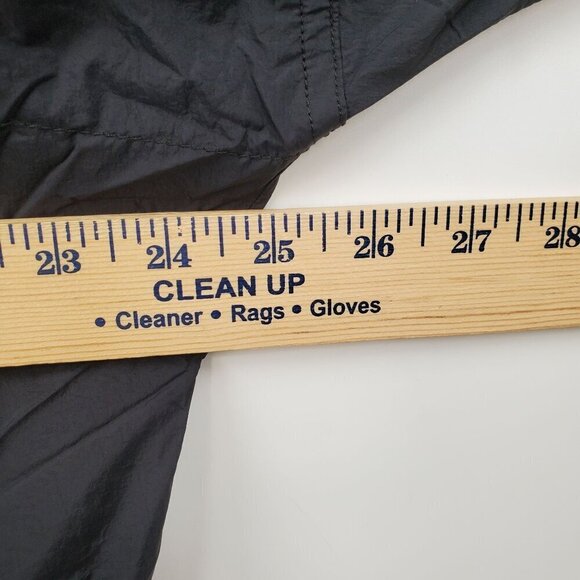 23 24 25 26 27 28
CLEAN UP
• Cleaner • Rags • Gloves